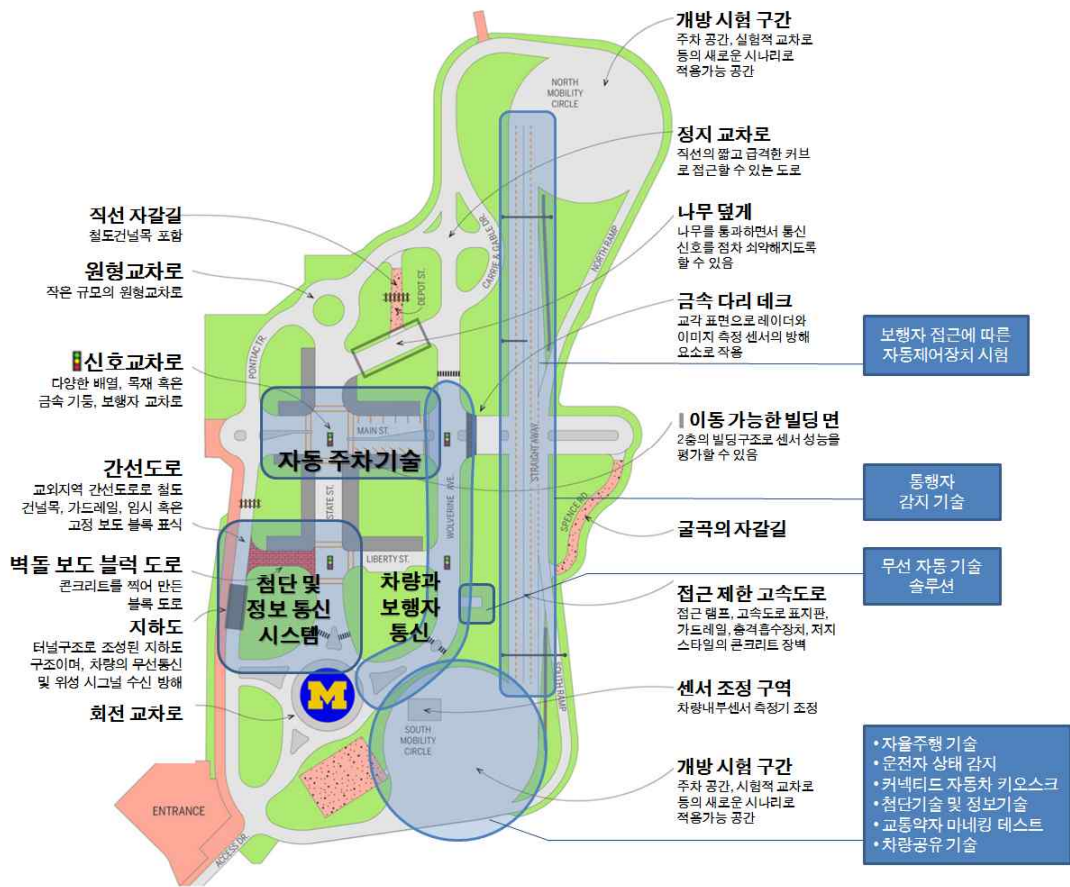 개방 시험 구간
주차 공간, 실험적 교차로
등의 새로운 시나리로
적용가능 공간
NORTH
MOBILITY
CIRCLE
정지 교차로
직선의 짧고 급격한 커브
로 접근할 수 있는 도로
직선 자갈길
철도건널목 포함
나무 덮게
나무를 통과하면서 통신
신호를 점차 쇠약해지도록
할 수 있음
CARRIE & GABLE DR.
NORTH RAMP
DEPOT ST.
원형교차로
작은 규모의 원형교차로
금속 다리 데크
교각 표면으로 레이더와
이미지 측정 센서의 방해
요소로 작용
보행자 접근에 따른
자동제어장치 시험
PONTIAC TR.
신호교차로
다양한 배열, 목재 혹은
금속 기둥, 보행자 교차로
MAIN ST.
자동 주차기술
STRAIGHT AWAY
이동 가능한 빌딩 면
2층의 빌딩구조로 센서 성능을
평가할 수 있음
간선도로
교외지역 간선도로로 철도
건널목, 가드레일, 임시 혹은
고정 보도 블록 표식
STATE ST.
WOLVERINE AVE.
SPENCE RD.
통행자
감지 기술
굴곡의 자갈길
벽돌 보도 블럭 도로
콘크리트를 찍어 만든
블록 도로
LIBERTY ST.
첨단 및
정보 통신
시스템
차량과
보행자
통신
무선 자동 기술
솔루션
접근 제한 고속도로
접근 램프, 고속도로 표지판,
가드레일, 충격흡수장치, 저지
스타일의 콘크리트 장벽
지하도
터널구조로 조성된 지하도
구조이며, 차량의 무선통신
및 위성 시그널 수신 방해
SOUTH RAMP
센서 조정 구역
차량내부센서 측정기 조정
회전 교차로
M
SOUTH
MOBILITY
CIRCLE
개방 시험 구간
주차 공간, 시험적 교차로
등의 새로운 시나리로
적용가능 공간
• 자율주행 기술
• 운전자 상태 감지
• 커넥티드 자동차 키오스크
• 첨단기술 및 정보기술
• 교통약자 마네킹 테스트
• 차량공유 기술
ENTRANCE
ACCESS DR.